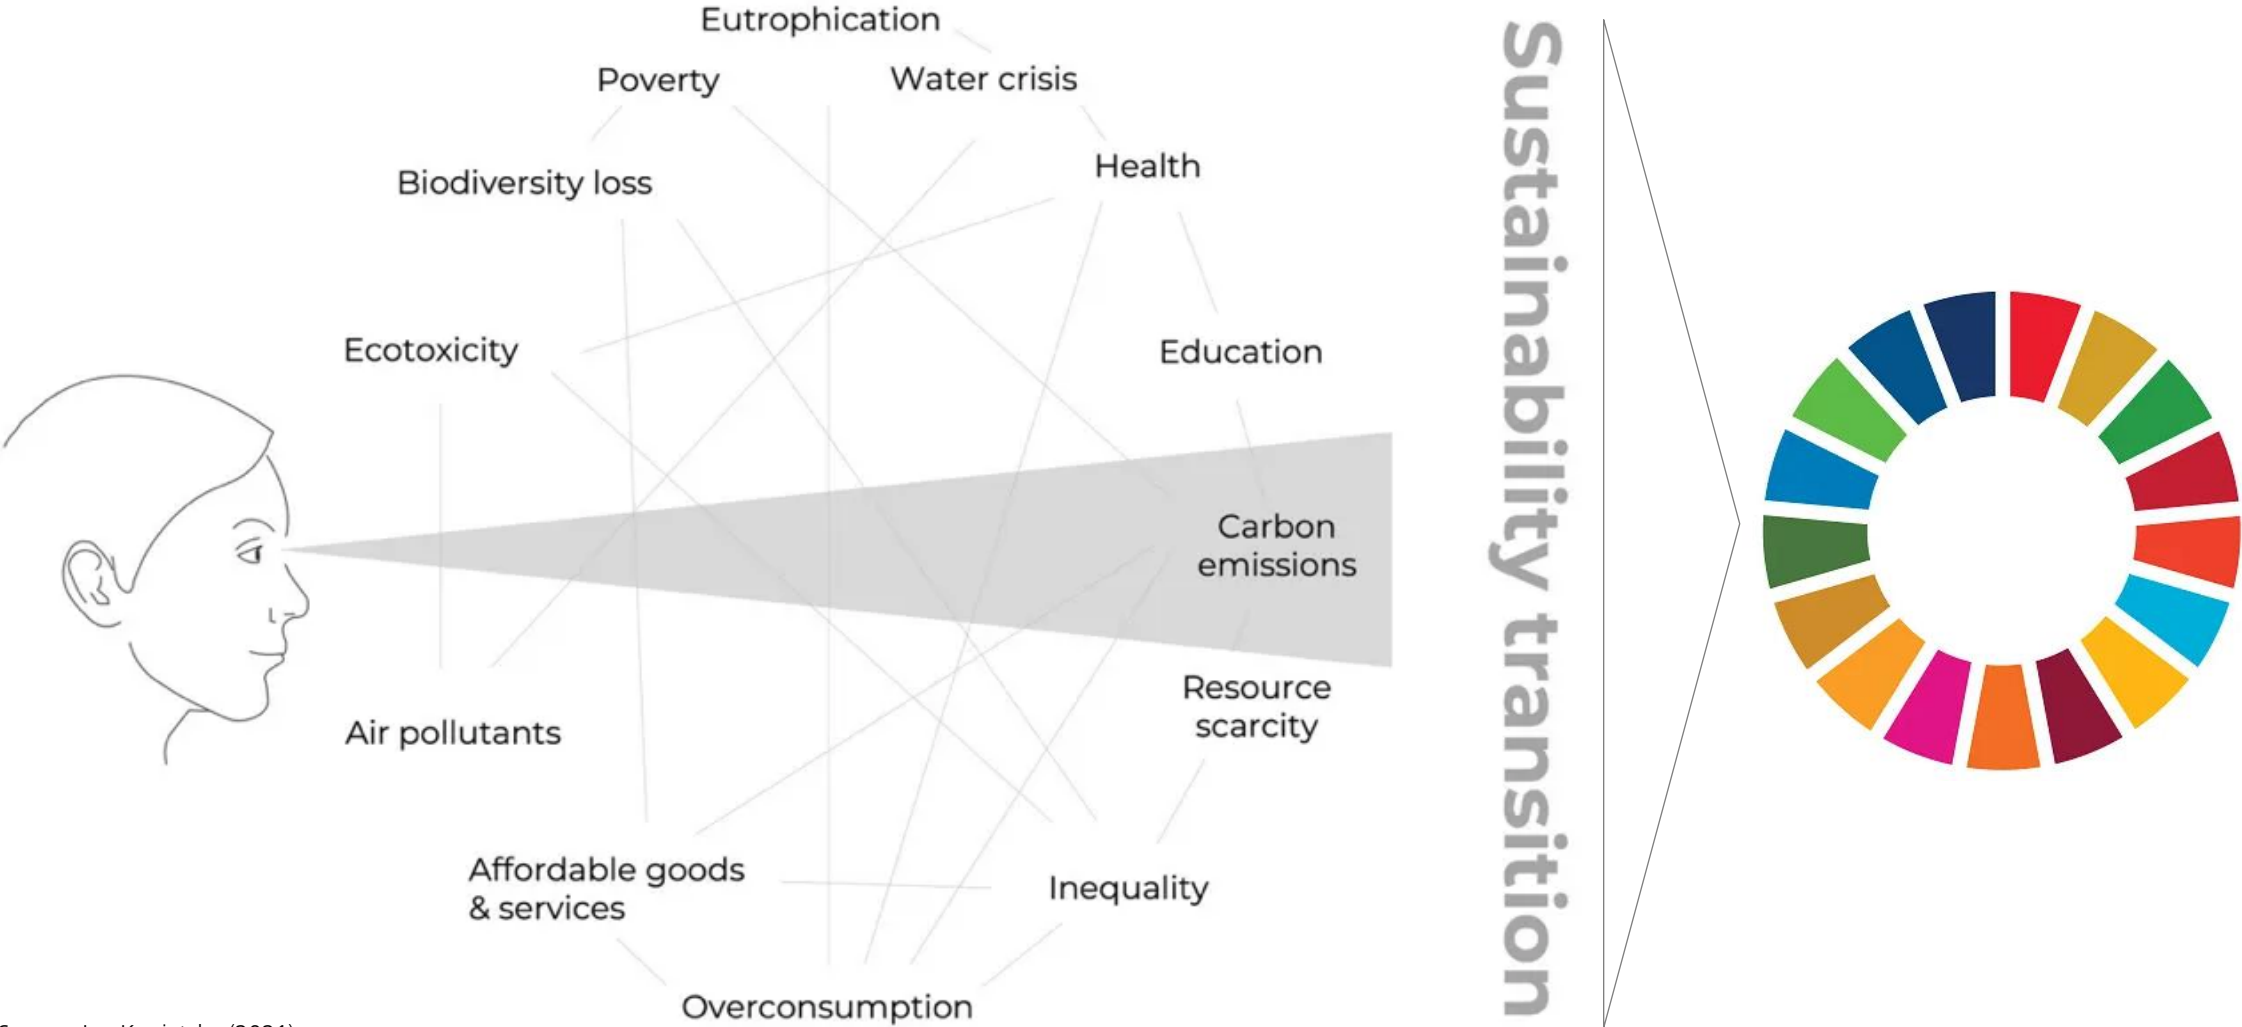 Eutrophication
Poverty
Water crisis
Health
Biodiversity loss
Ecotoxicity
Education
Carbon
emissions
Resource
scarcity
Air pollutants
Affordable goods
& services
Inequality
Overconsumption
Sustainability transition